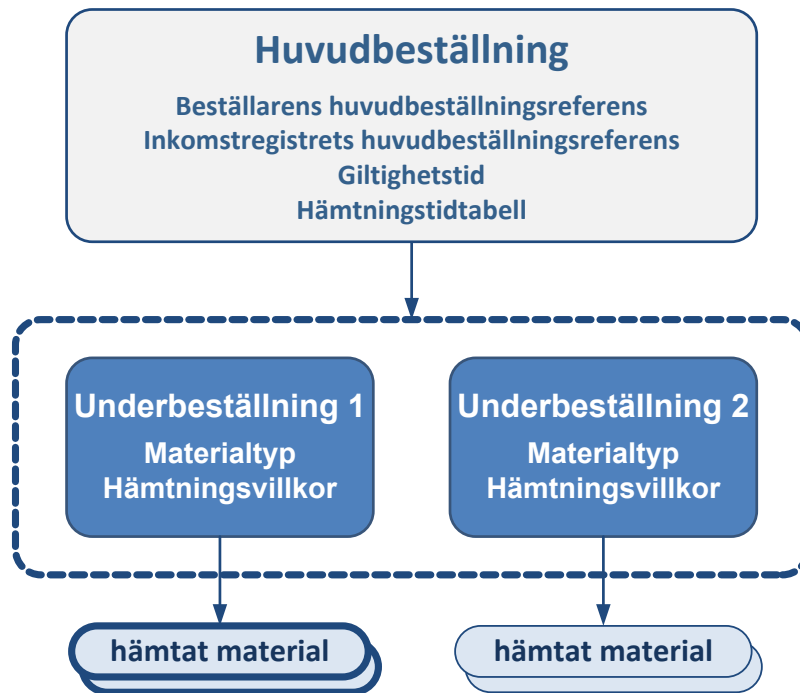 Huvudbeställning
Beställarens huvudbeställningsreferens
Inkomstregistrets huvudbeställningsreferens
Giltighetstid
Hämtningstidtabell
Underbeställning 1
Materialtyp
Hämtningsvillkor
Underbeställning 2
Materialtyp
Hämtningsvillkor
hämtat material
hämtat material